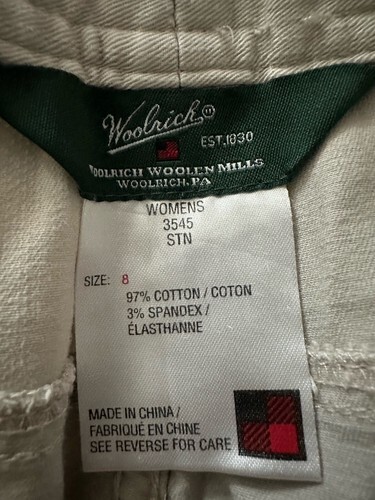 Woolrich®
EST. 1830
WOOLRICH WOOLEN MILLS
WOOLRICH, PA
WOMENS
3545
STN
SIZE: 8
97% COTTON / COTON
3% SPANDEX /
ÉLASTHANNE
MADE IN CHINA /
FABRIQUÉ EN CHINE
SEE REVERSE FOR CARE